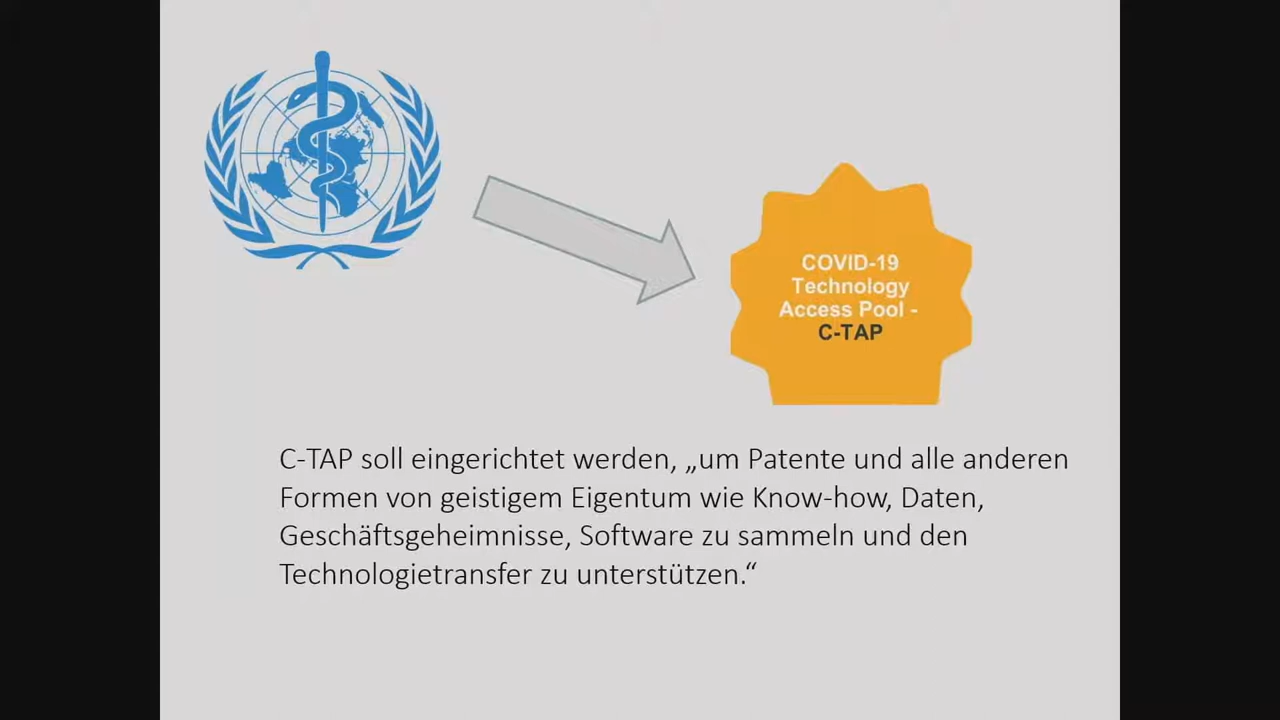 COVID-19
Technology
Access Pool -
C-TAP
C-TAP soll eingerichtet werden, „um Patente und alle anderen
Formen von geistigem Eigentum wie Know-how, Daten,
Geschäftsgeheimnisse, Software zu sammeln und den
Technologietransfer zu unterstützen.“